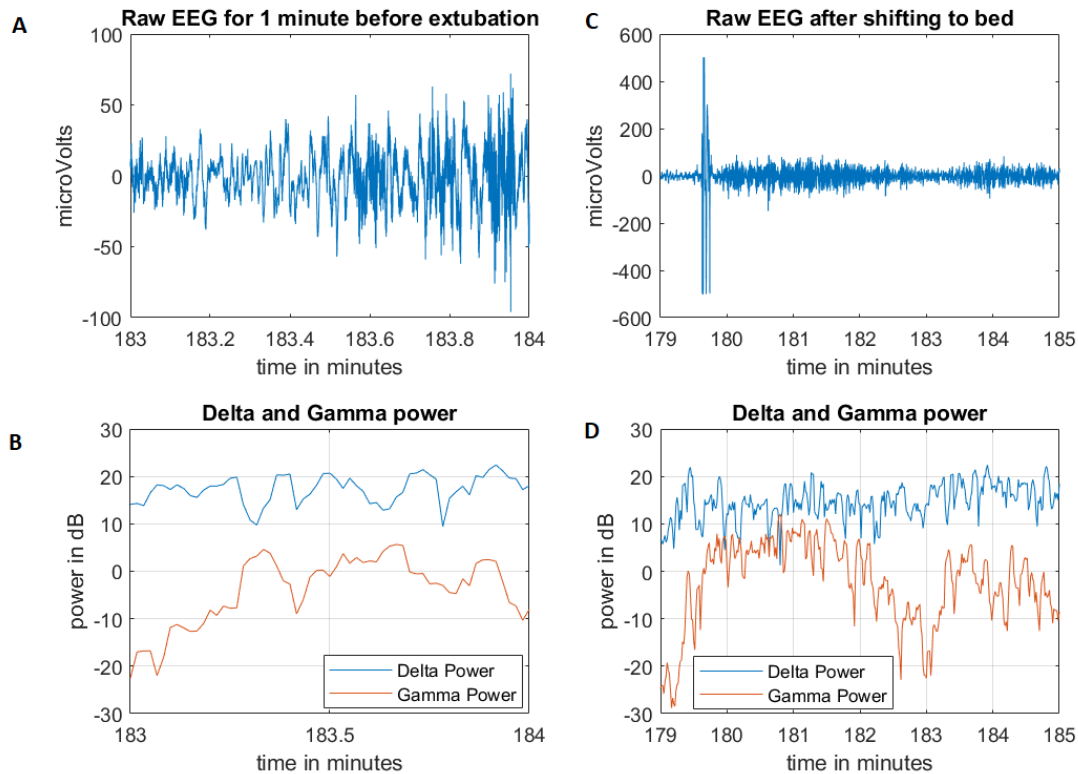 A
Raw EEG for 1 minute before extubation
100
50
0
-50
-100
microVolts
183
183.2
183.4
183.6
183.8
184
time in minutes
C
Raw EEG after shifting to bed
600
400
200
0
-200
-400
-600
microVolts
179
180
181
182
183
184
185
time in minutes
B
Delta and Gamma power
30
20
10
0
-10
-20
-30
power in dB
Delta Power
Gamma Power
183
183.5
184
time in minutes
D
Delta and Gamma power
30
20
10
0
-10
-20
-30
power in dB
Delta Power
Gamma Power
179
180
181
182
183
184
185
time in minutes